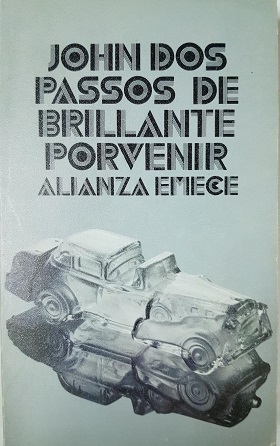 JOHN DOS
PASSOS DE
BRILLANTE
PORVENIR
ALIANZA EMECE